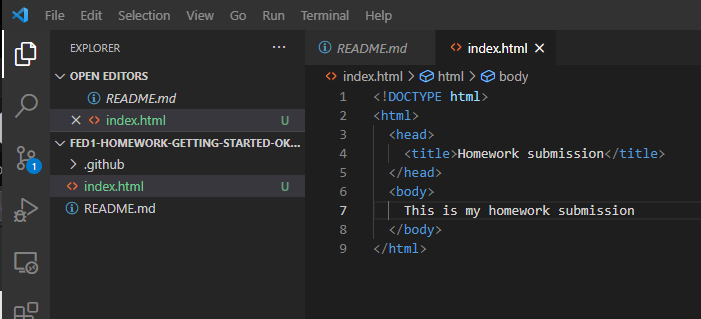 File Edit Selection View Go Run Terminal Help
EXPLORER ...
README.md
index.html
index.html > html > body
OPEN EDITORS
README.md
index.html U
FED1-HOMEWORK-GETTING-STARTED-OK...
.github
index.html U
README.md
1
1 <!DOCTYPE html>
2 <html>
3 <head>
4 <title>Homework submission</title>
5 </head>
6 <body>
7 This is my homework submission
8 </body>
9 </html>